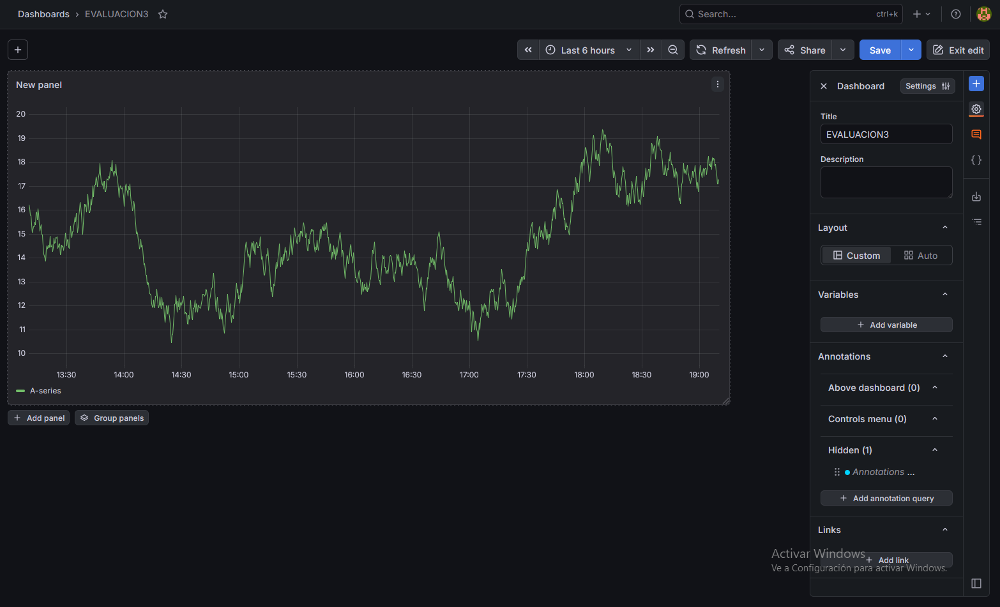 Dashboards › EVALUACION3
Search... ctrl+k
Last 6 hours
Refresh
Share
Save
Exit edit
New panel
20
19
18
17
16
15
14
13
12
11
10
13:30 14:00 14:30 15:00 15:30 16:00 16:30 17:00 17:30 18:00 18:30 19:00
A-series
Add panel
Group panels
Dashboard
Settings
Title
EVALUACION3
Description
Layout
Custom
Auto
Variables
Add variable
Annotations
Above dashboard (0)
Controls menu (0)
Hidden (1)
Annotations ...
Add annotation query
Links
Add link
Activar Windows
Ve a Configuración para activar Windows.